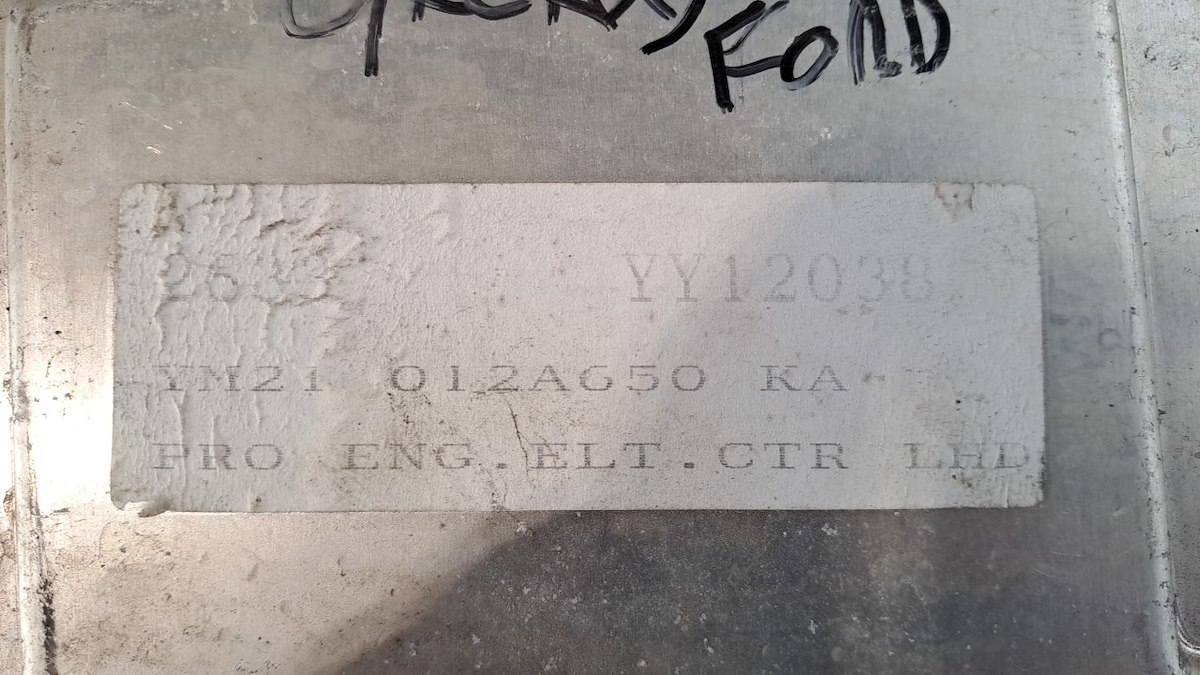 FORD
2633 YY12038
YM21 012A650 KA
PRO ENG.ELT.CTR LHD